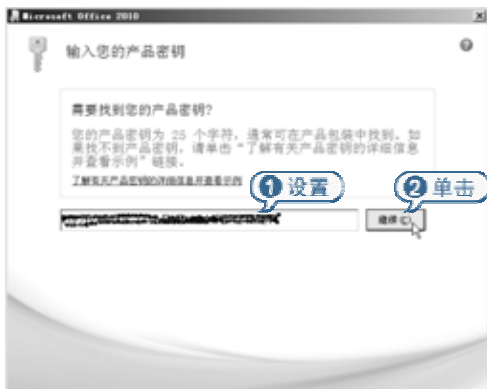 Microsoft Office 2010
输入您的产品密钥
需要找到您的产品密钥?
您的产品密钥为 25 个字符，通常可在产品包装中找到。如
果找不到产品密钥，请单击“了解有关产品密钥的详细信息
并查看示例”链接。
了解有关产品密钥的详细信息并查看示例
1 设置
2 单击
继续(C)